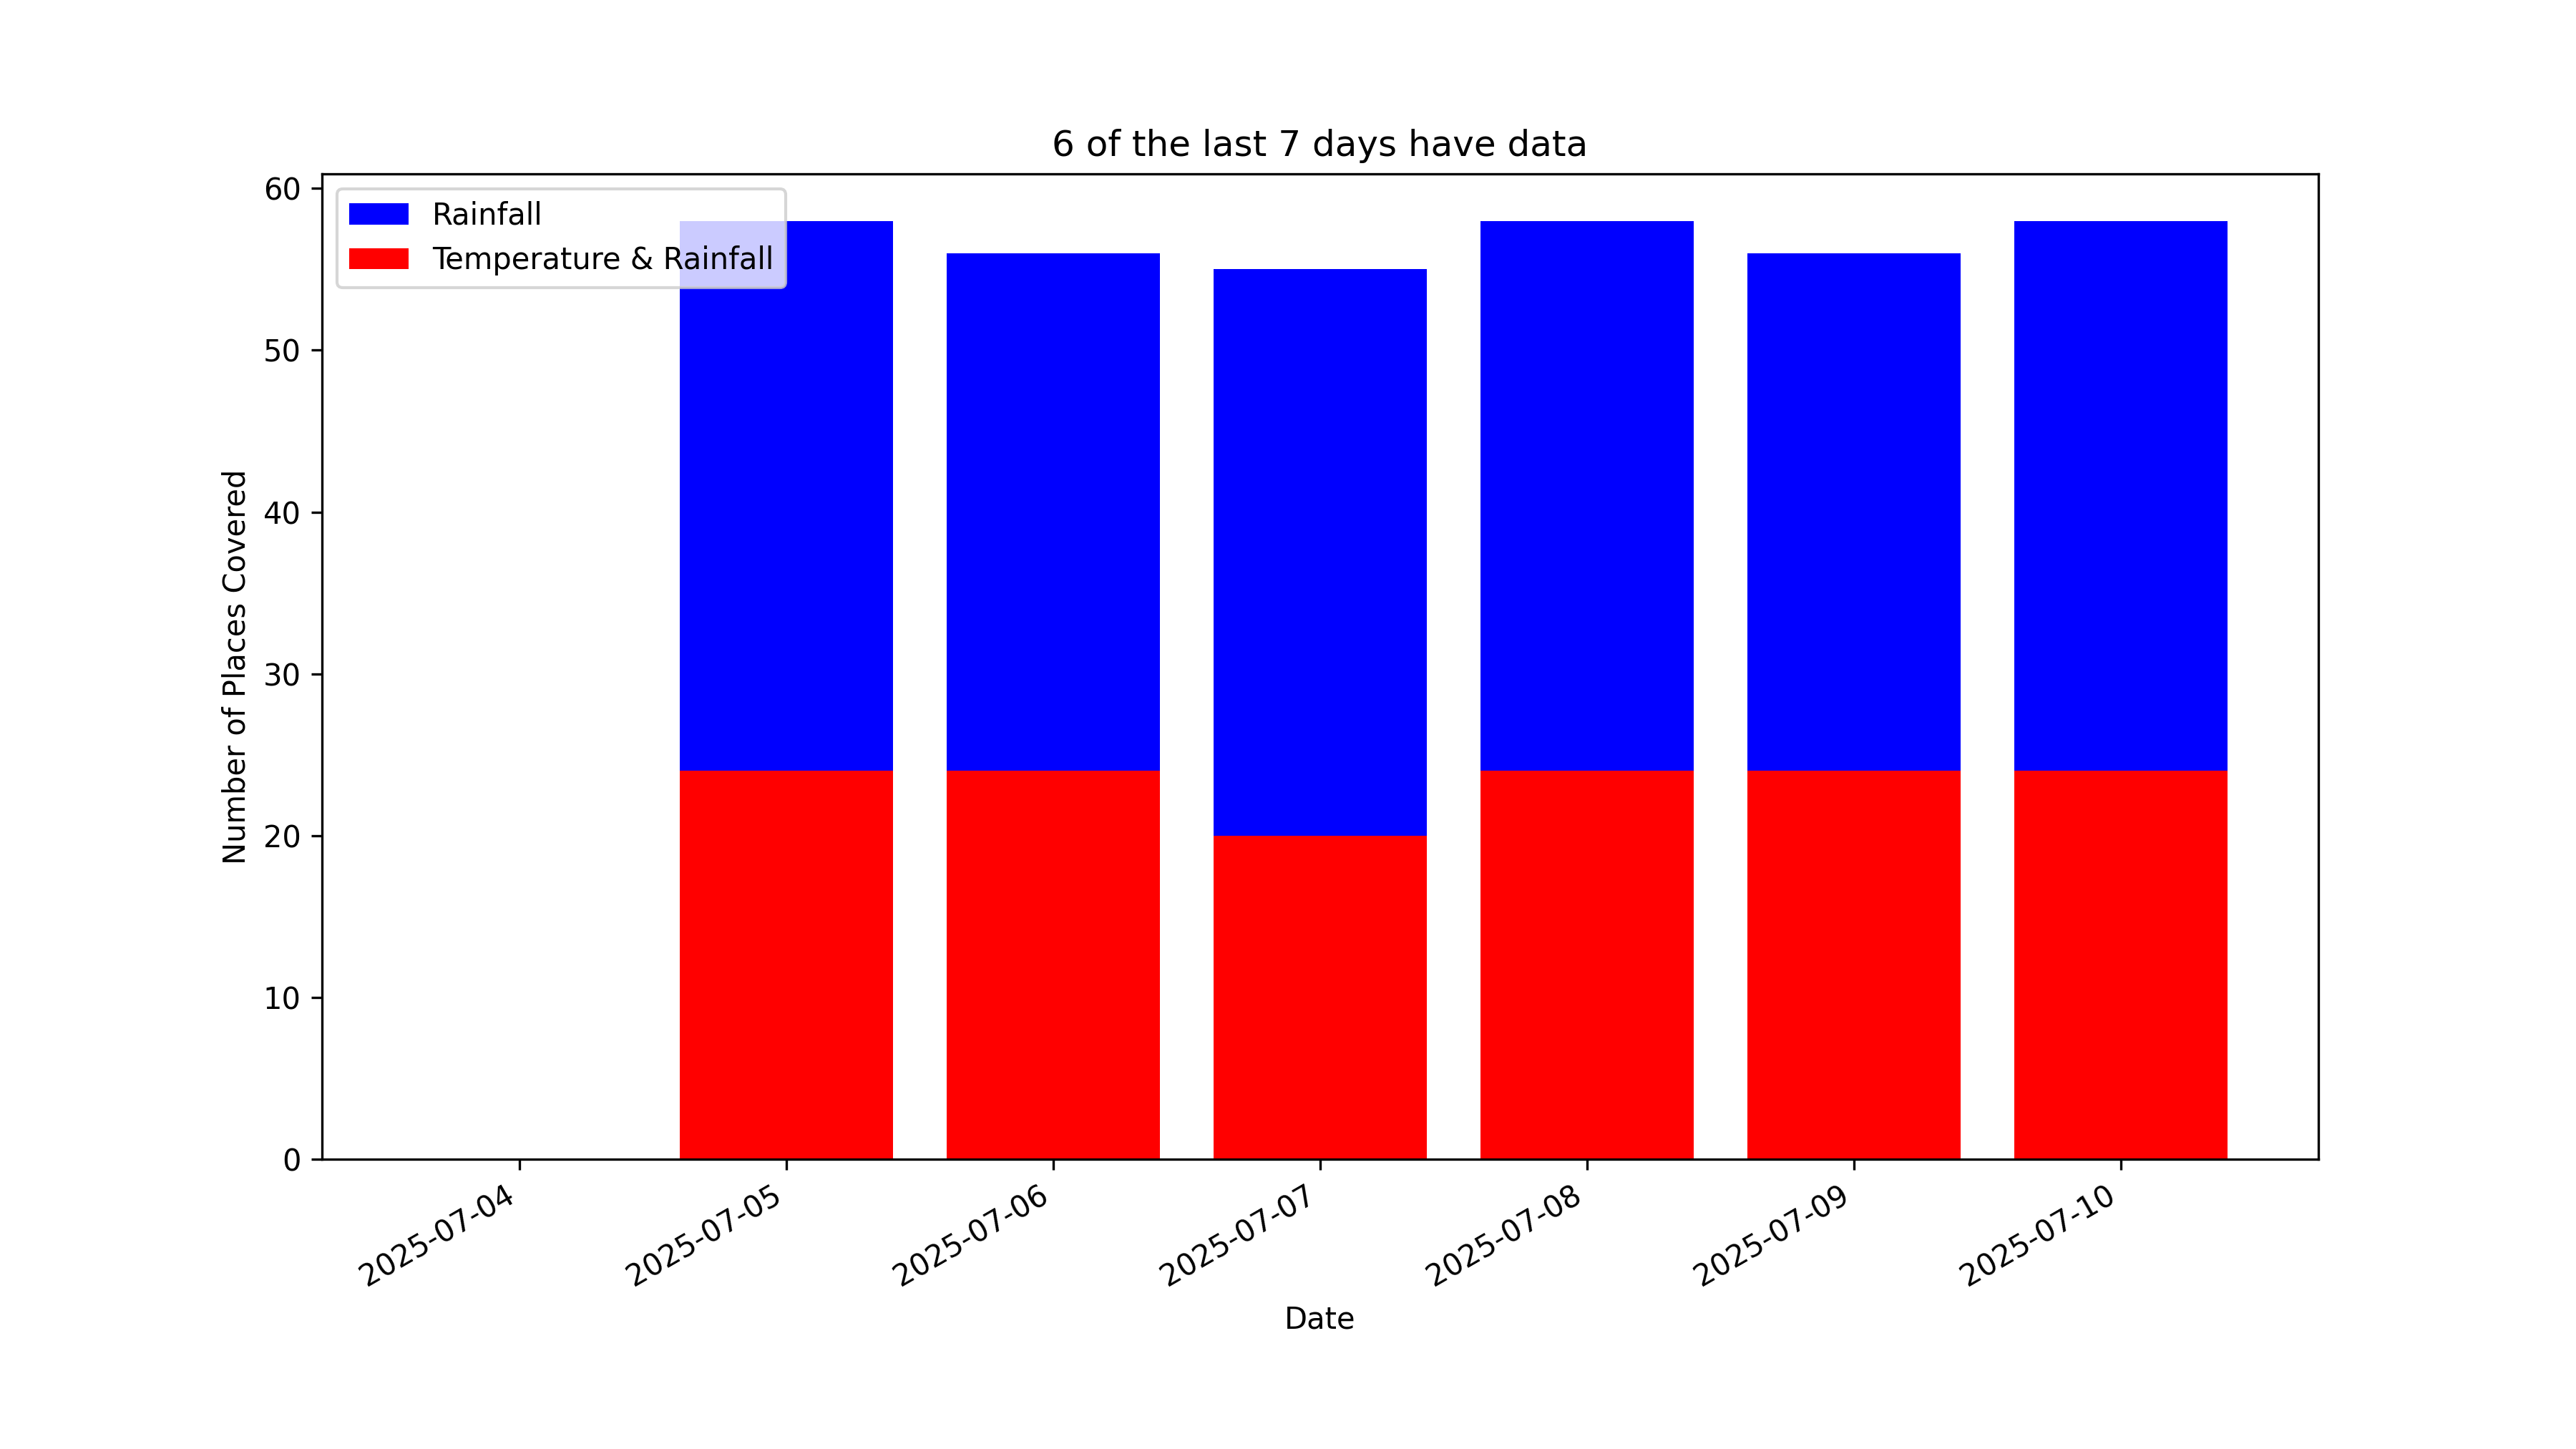 6 of the last 7 days have data
Rainfall
Temperature & Rainfall
Number of Places Covered
60
50
40
30
20
10
0
2025-07-04
2025-07-05
2025-07-06
2025-07-07
2025-07-08
2025-07-09
2025-07-10
Date